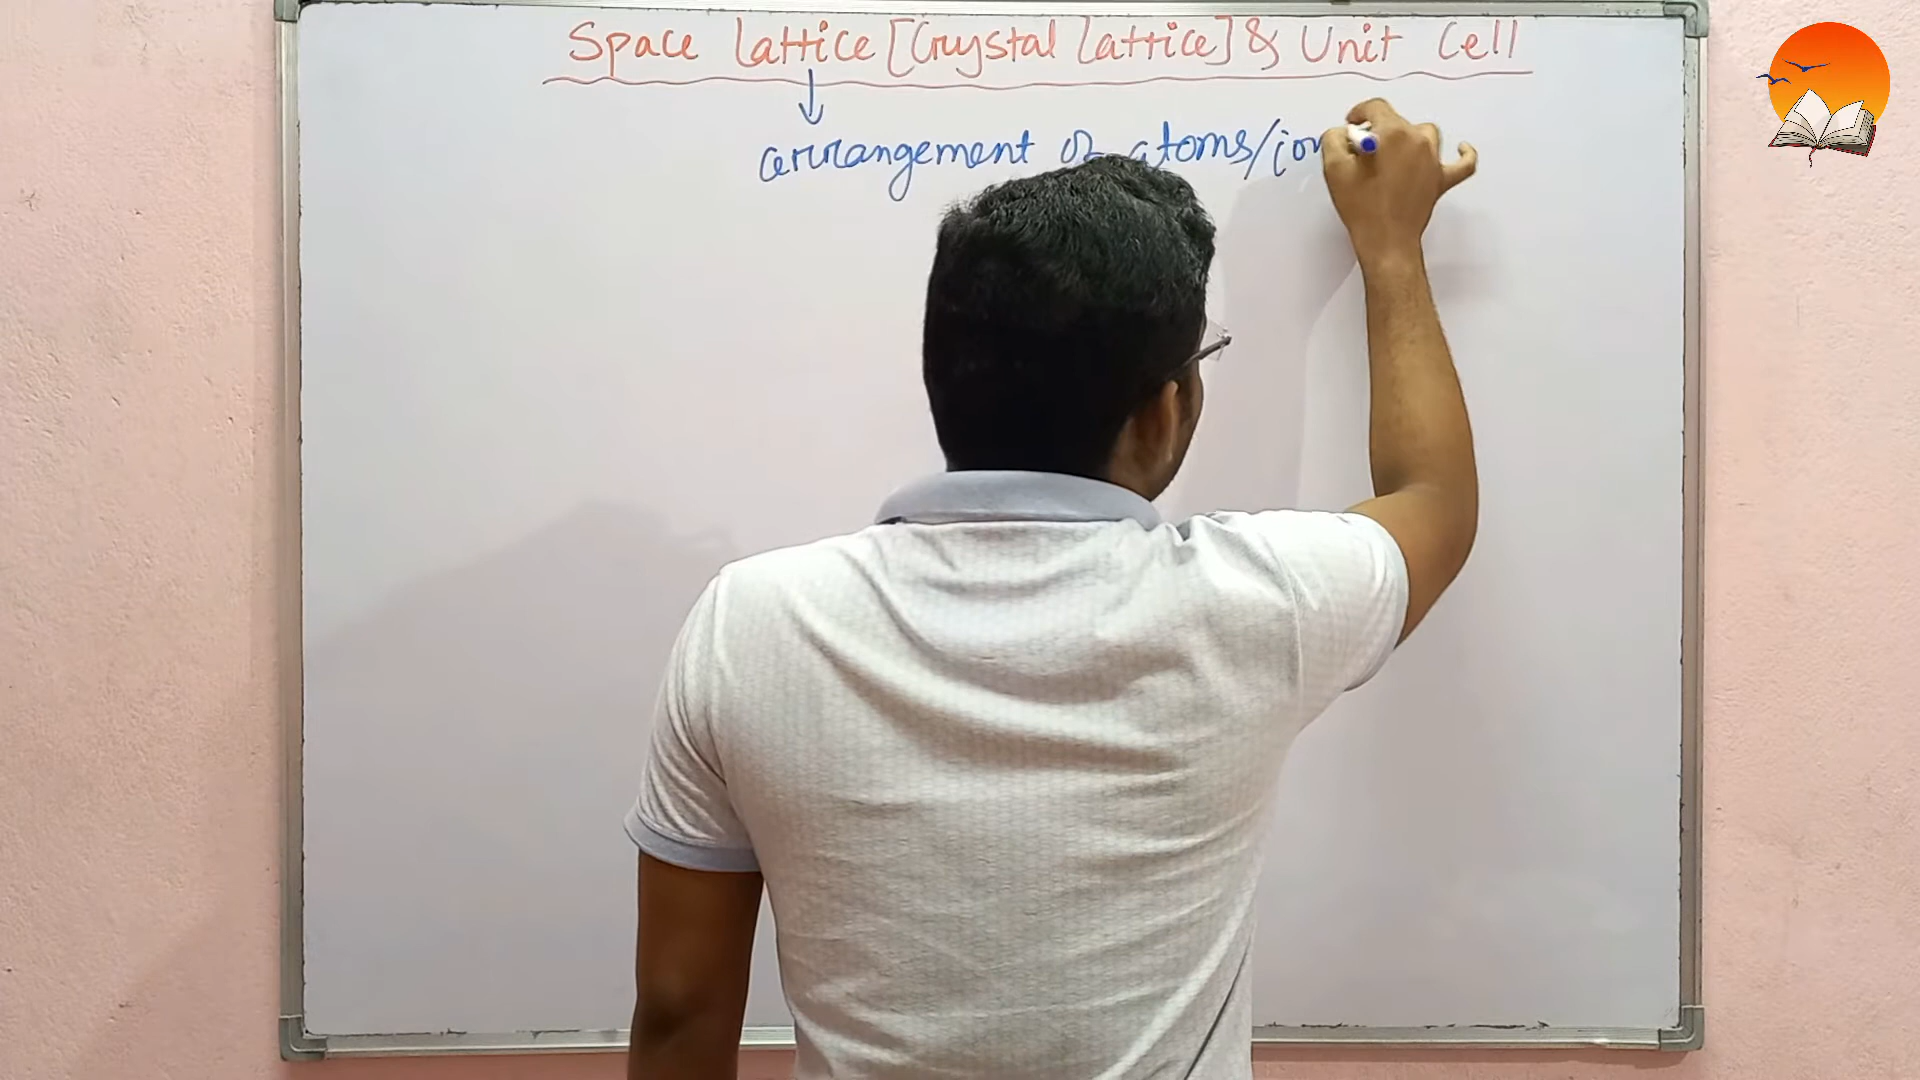 Space Lattice [Crystal Lattice] & Unit Cell
arrangement of atoms/ion